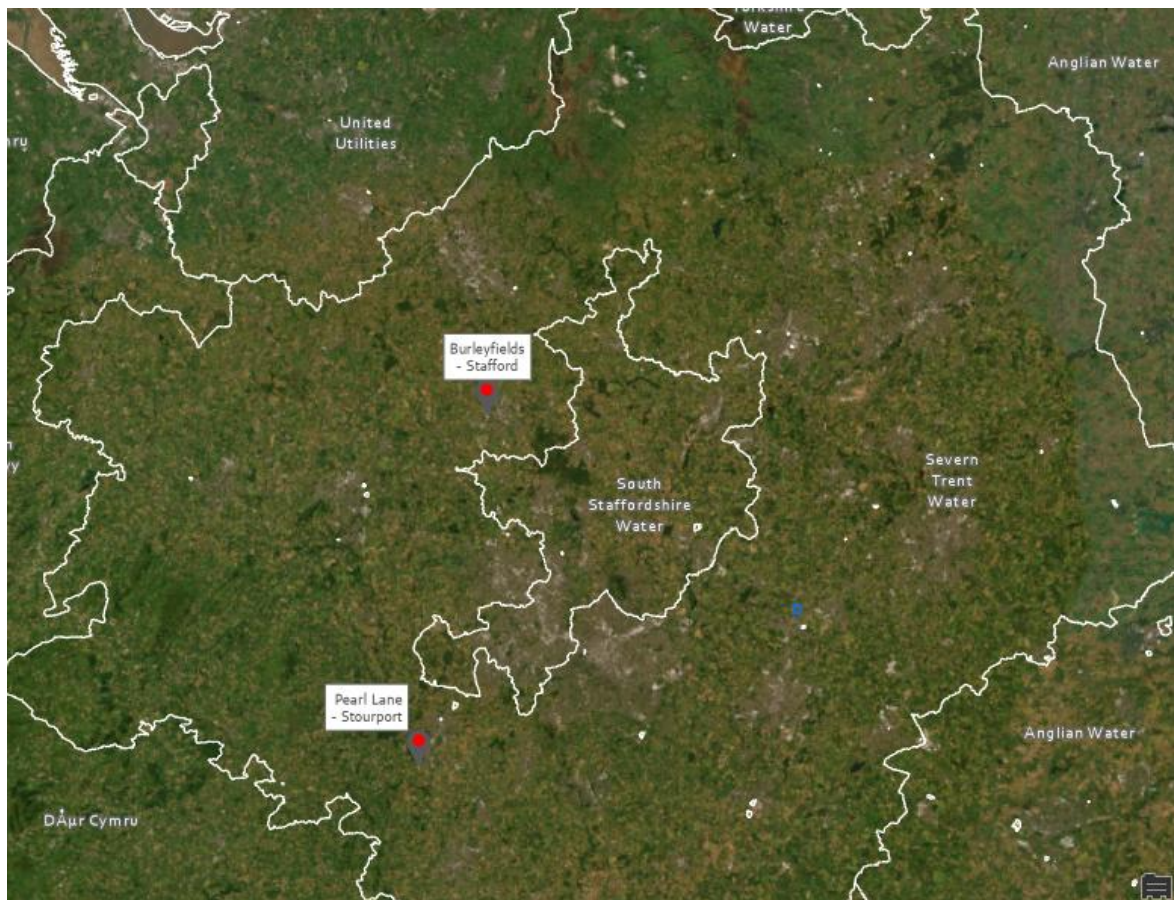 Yorkshire
Water
Anglian Water
United
Utilities
Burleyfields
- Stafford
Severn
Trent
Water
South
Staffordshire
Water
Pearl Lane
- Stourport
Anglian Water
DÅµr Cymru